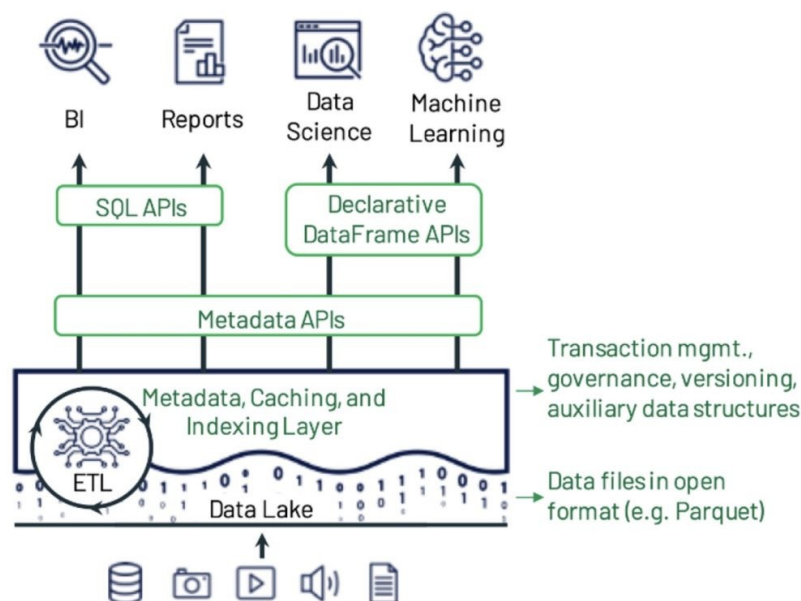 BI
Reports
Data
Science
Machine
Learning
SQL APIs
Declarative
DataFrame APIs
Metadata APIs
Metadata, Caching, and
Indexing Layer
Transaction mgmt.,
governance, versioning,
auxiliary data structures
ETL
Data Lake
Data files in open
format (e.g. Parquet)